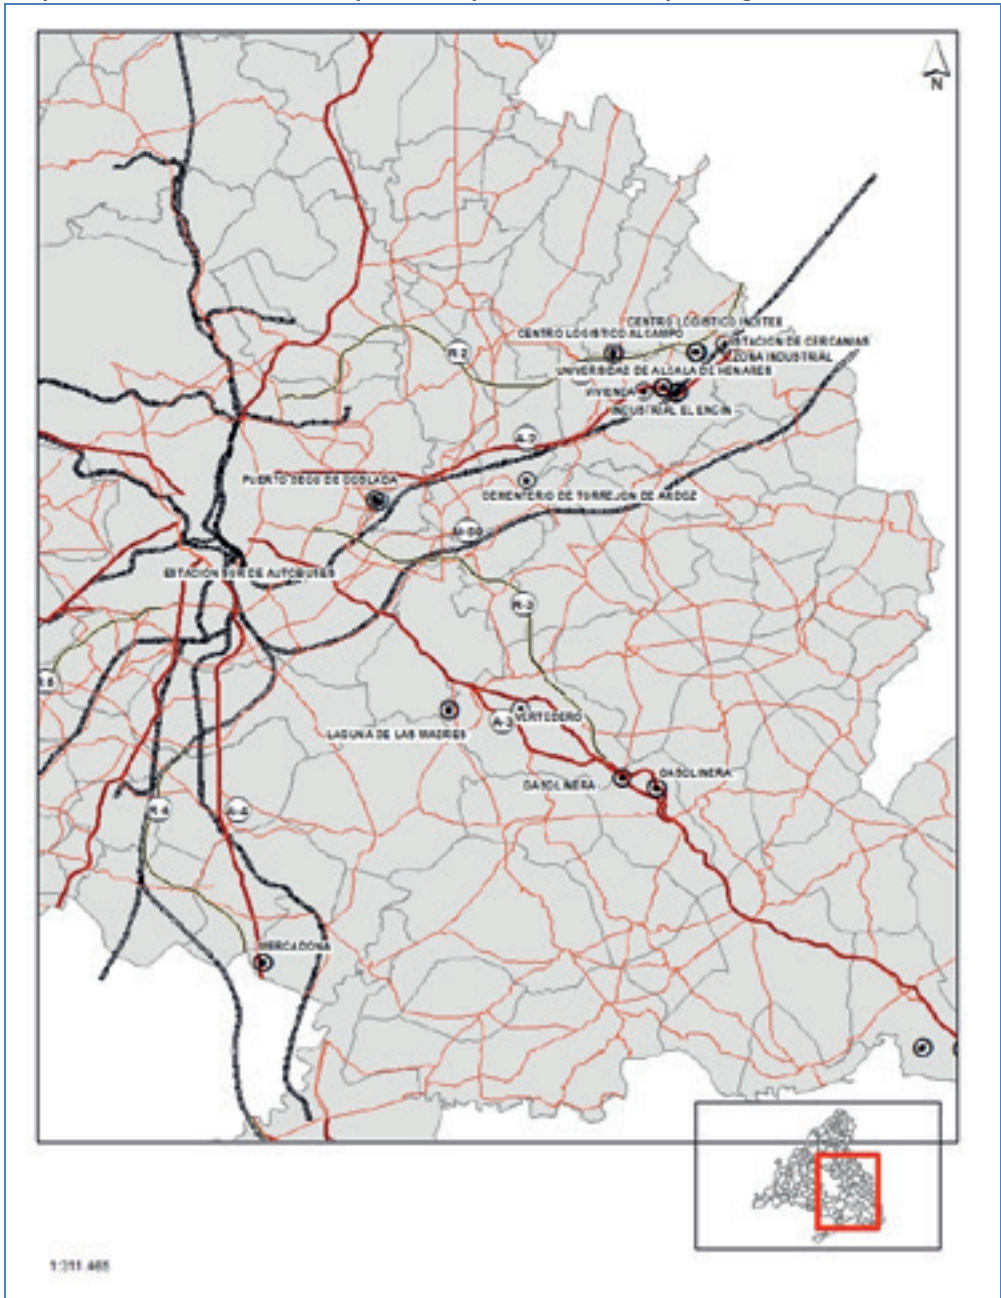 N
CENTRO LOGISTICO INDITEX
CENTRO LOGISTICO ALCAMPO
ESTACION DE CERCANIAS
R-2
ZONA INDUSTRIAL
UNIVERSIDAD DE ALCALA DE HENARES
VIVIENDA
INDUSTRIAL EL ENCIN
A-2
PUERTO SECO DE COSLADA
CEMENTERIO DE TORREJON DE ARDOZ
M-50
ESTACION SUR DE AUTOBUSES
R-3
LAGUNA DE LAS MADRES
A-3
VERTEDERO
GASOLINERA
GASOLINERA
R-4
A-4
MERCADONA